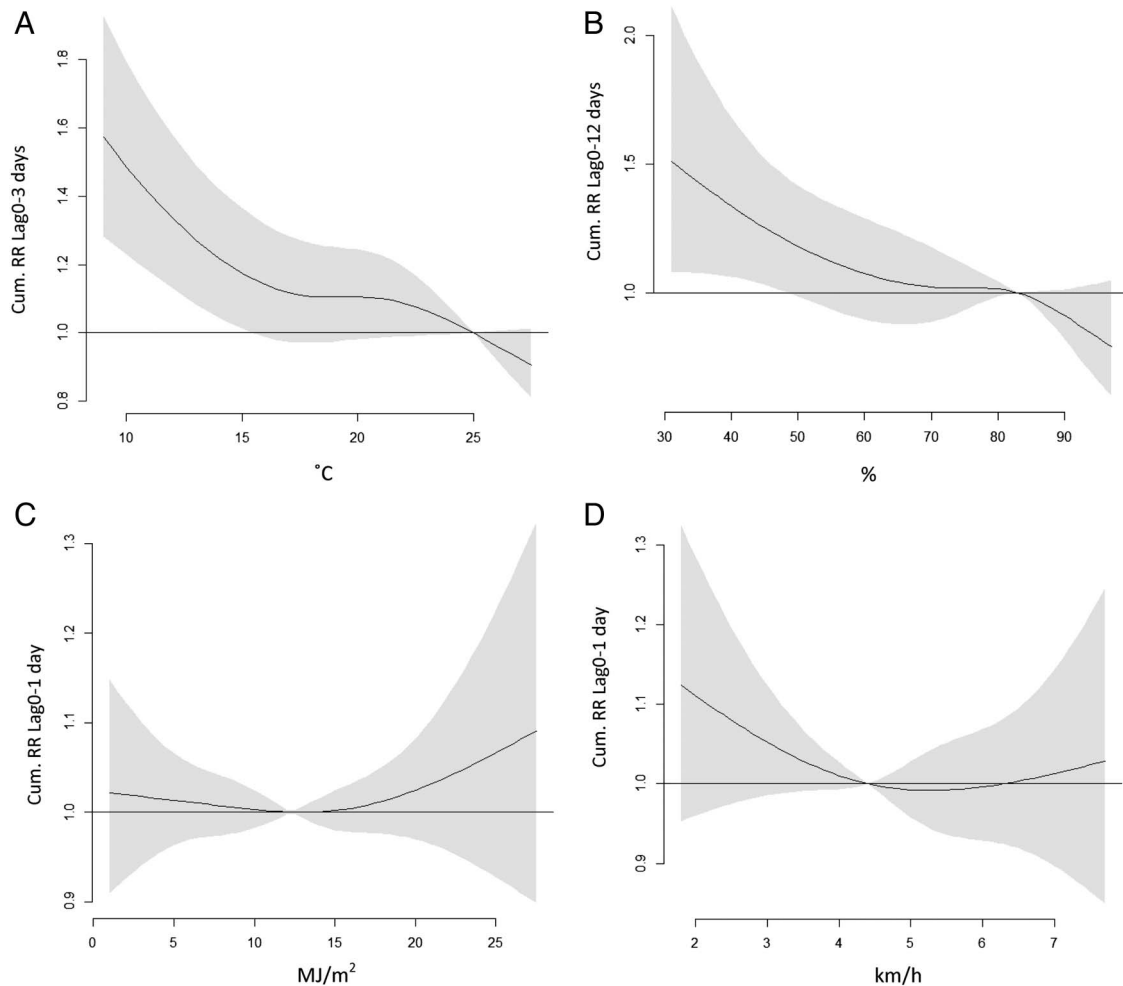 A
Cum. RR Lag0-3 days
1.8
1.6
1.4
1.2
1.0
0.8
10 15 20 25
˚C
B
Cum. RR Lag0-12 days
2.0
1.5
1.0
30 40 50 60 70 80 90
%
C
Cum. RR Lag0-1 day
1.3
1.2
1.1
1.0
0.9
0 5 10 15 20 25
MJ/m²
D
Cum. RR Lag0-1 day
1.3
1.2
1.1
1.0
0.9
2 3 4 5 6 7
km/h